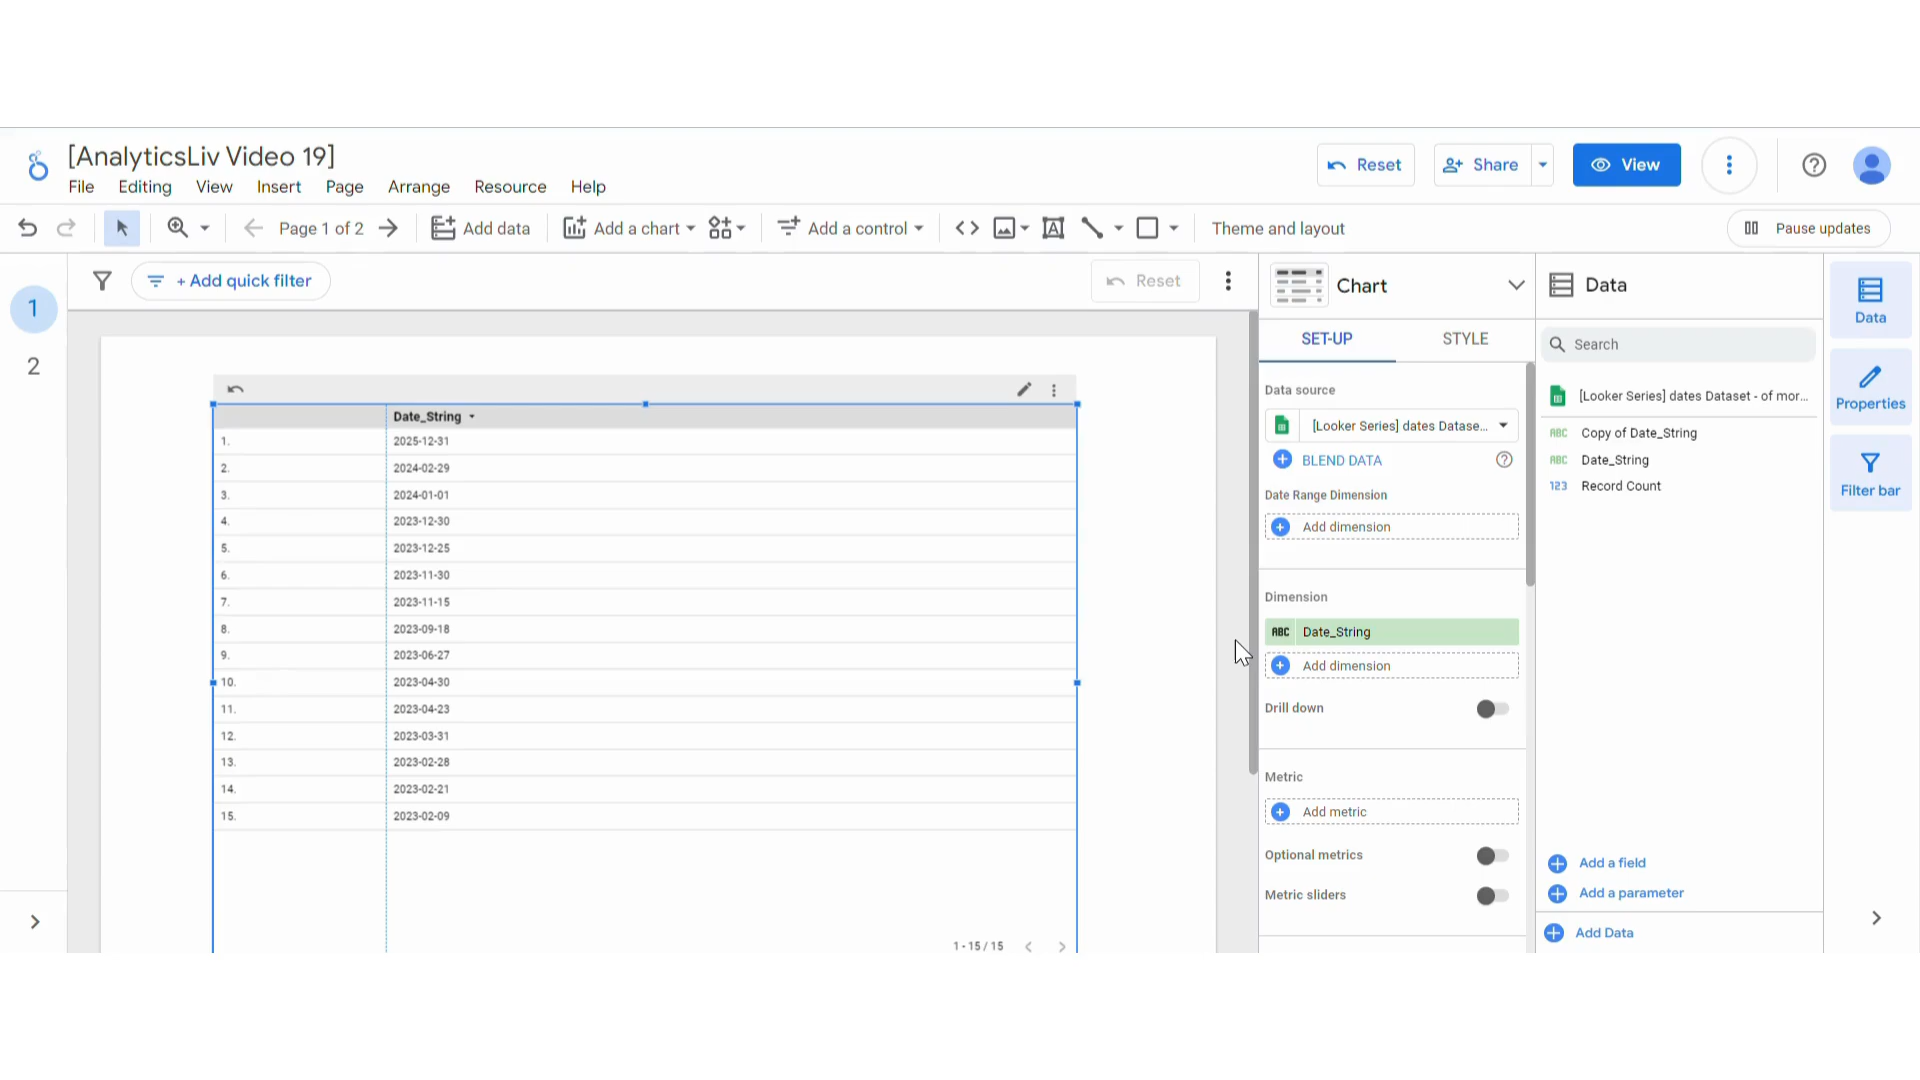 [AnalyticsLiv Video 19]
Reset
Share
View
File Editing View Insert Page Arrange Resource Help
Page 1 of 2
Add data
Add a chart
Add a control
Theme and layout
Pause updates
1
2
+ Add quick filter
Reset
Date_String
1. 2025-12-31
2. 2024-02-29
3. 2024-01-01
4. 2023-12-30
5. 2023-12-25
6. 2023-11-30
7. 2023-11-15
8. 2023-09-18
9. 2023-06-27
10. 2023-04-30
11. 2023-04-23
12. 2023-03-31
13. 2023-02-28
14. 2023-02-21
15. 2023-02-09
1 - 15 / 15
Chart
SET-UP STYLE
Data source
[Looker Series] dates Datase...
BLEND DATA
Date Range Dimension
Add dimension
Dimension
ABC Date_String
Add dimension
Drill down
Metric
Add metric
Optional metrics
Metric sliders
Data
Search
[Looker Series] dates Dataset - of mor...
ABC Copy of Date_String
ABC Date_String
123 Record Count
Add a field
Add a parameter
Add Data
Data
Properties
Filter bar